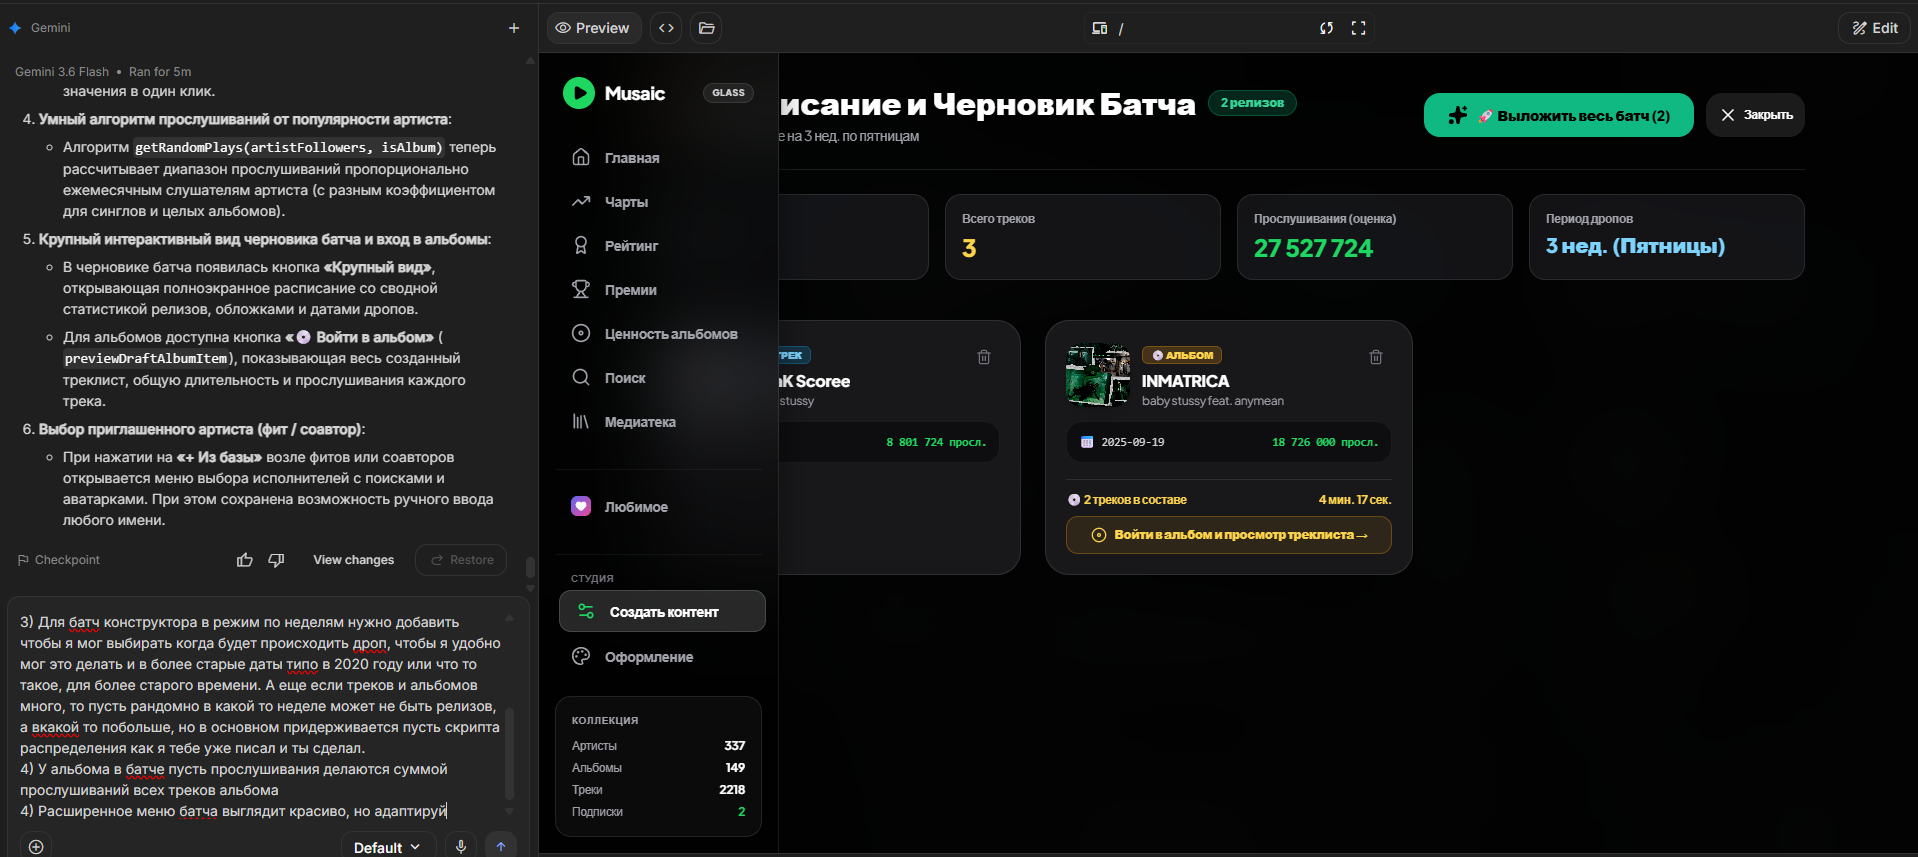 Gemini
Gemini 3.6 Flash • Ran for 5m
значения в один клик.
4. Умный алгоритм прослушиваний от популярности артиста:
Алгоритм getRandomPlays(artistFollowers, isAlbum) теперь
рассчитывает диапазон прослушиваний пропорционально
ежемесячным слушателям артиста (с разным коэффициентом
для синглов и целых альбомов).
5. Крупный интерактивный вид черновика батча и вход в альбомы:
В черновике батча появилась кнопка «Крупный вид»,
открывающая полноэкранное расписание со сводной
статистикой релизов, обложками и датами дропов.
Для альбомов доступна кнопка «💿 Войти в альбом» (
previewDraftAlbumItem), показывающая весь созданный
треклист, общую длительность и прослушивания каждого
трека.
6. Выбор приглашенного артиста (фит / соавтор):
При нажатии на «+ Из базы» возле фитов или соавторов
открывается меню выбора исполнителей с поисками и
аватарками. При этом сохранена возможность ручного ввода
любого имени.
Checkpoint
View changes
Restore
3) Для батч конструктора в режим по неделям нужно добавить
чтобы я мог выбирать когда будет происходить дроп, чтобы я удобно
мог это делать и в более старые даты типо в 2020 году или что то
такое, для более старого времени. А еще если треков и альбомов
много, то пусть рандомно в какой то неделе может не быть релизов,
а вкакой то побольше, но в основном придерживается пусть скрипта
распределения как я тебе уже писал и ты сделал.
4) У альбома в батче пусть прослушивания делаются суммой
прослушиваний всех треков альбома
4) Расширенное меню батча выглядит красиво, но адаптируй
Default
Preview
/
Edit
Musaic
GLASS
Главная
Чарты
Рейтинг
Премии
Ценность альбомов
Поиск
Медиатека
Любимое
СТУДИЯ
Создать контент
Оформление
КОЛЛЕКЦИЯ
Артисты 337
Альбомы 149
Треки 2218
Подписки 2
исание и Черновик Батча
2 релизов
е на 3 нед. по пятницам
🚀 Выложить весь батч (2)
Закрыть
Всего треков
3
Прослушивания (оценка)
27 527 724
Период дропов
3 нед. (Пятницы)
ТРЕК
ıK Scoree
stussy
8 801 724 просл.
💿 АЛЬБОМ
INMATRICA
baby stussy feat. anymean
2025-09-19
18 726 000 просл.
💿 2 треков в составе
4 мин. 17 сек.
Войти в альбом и просмотр треклиста →